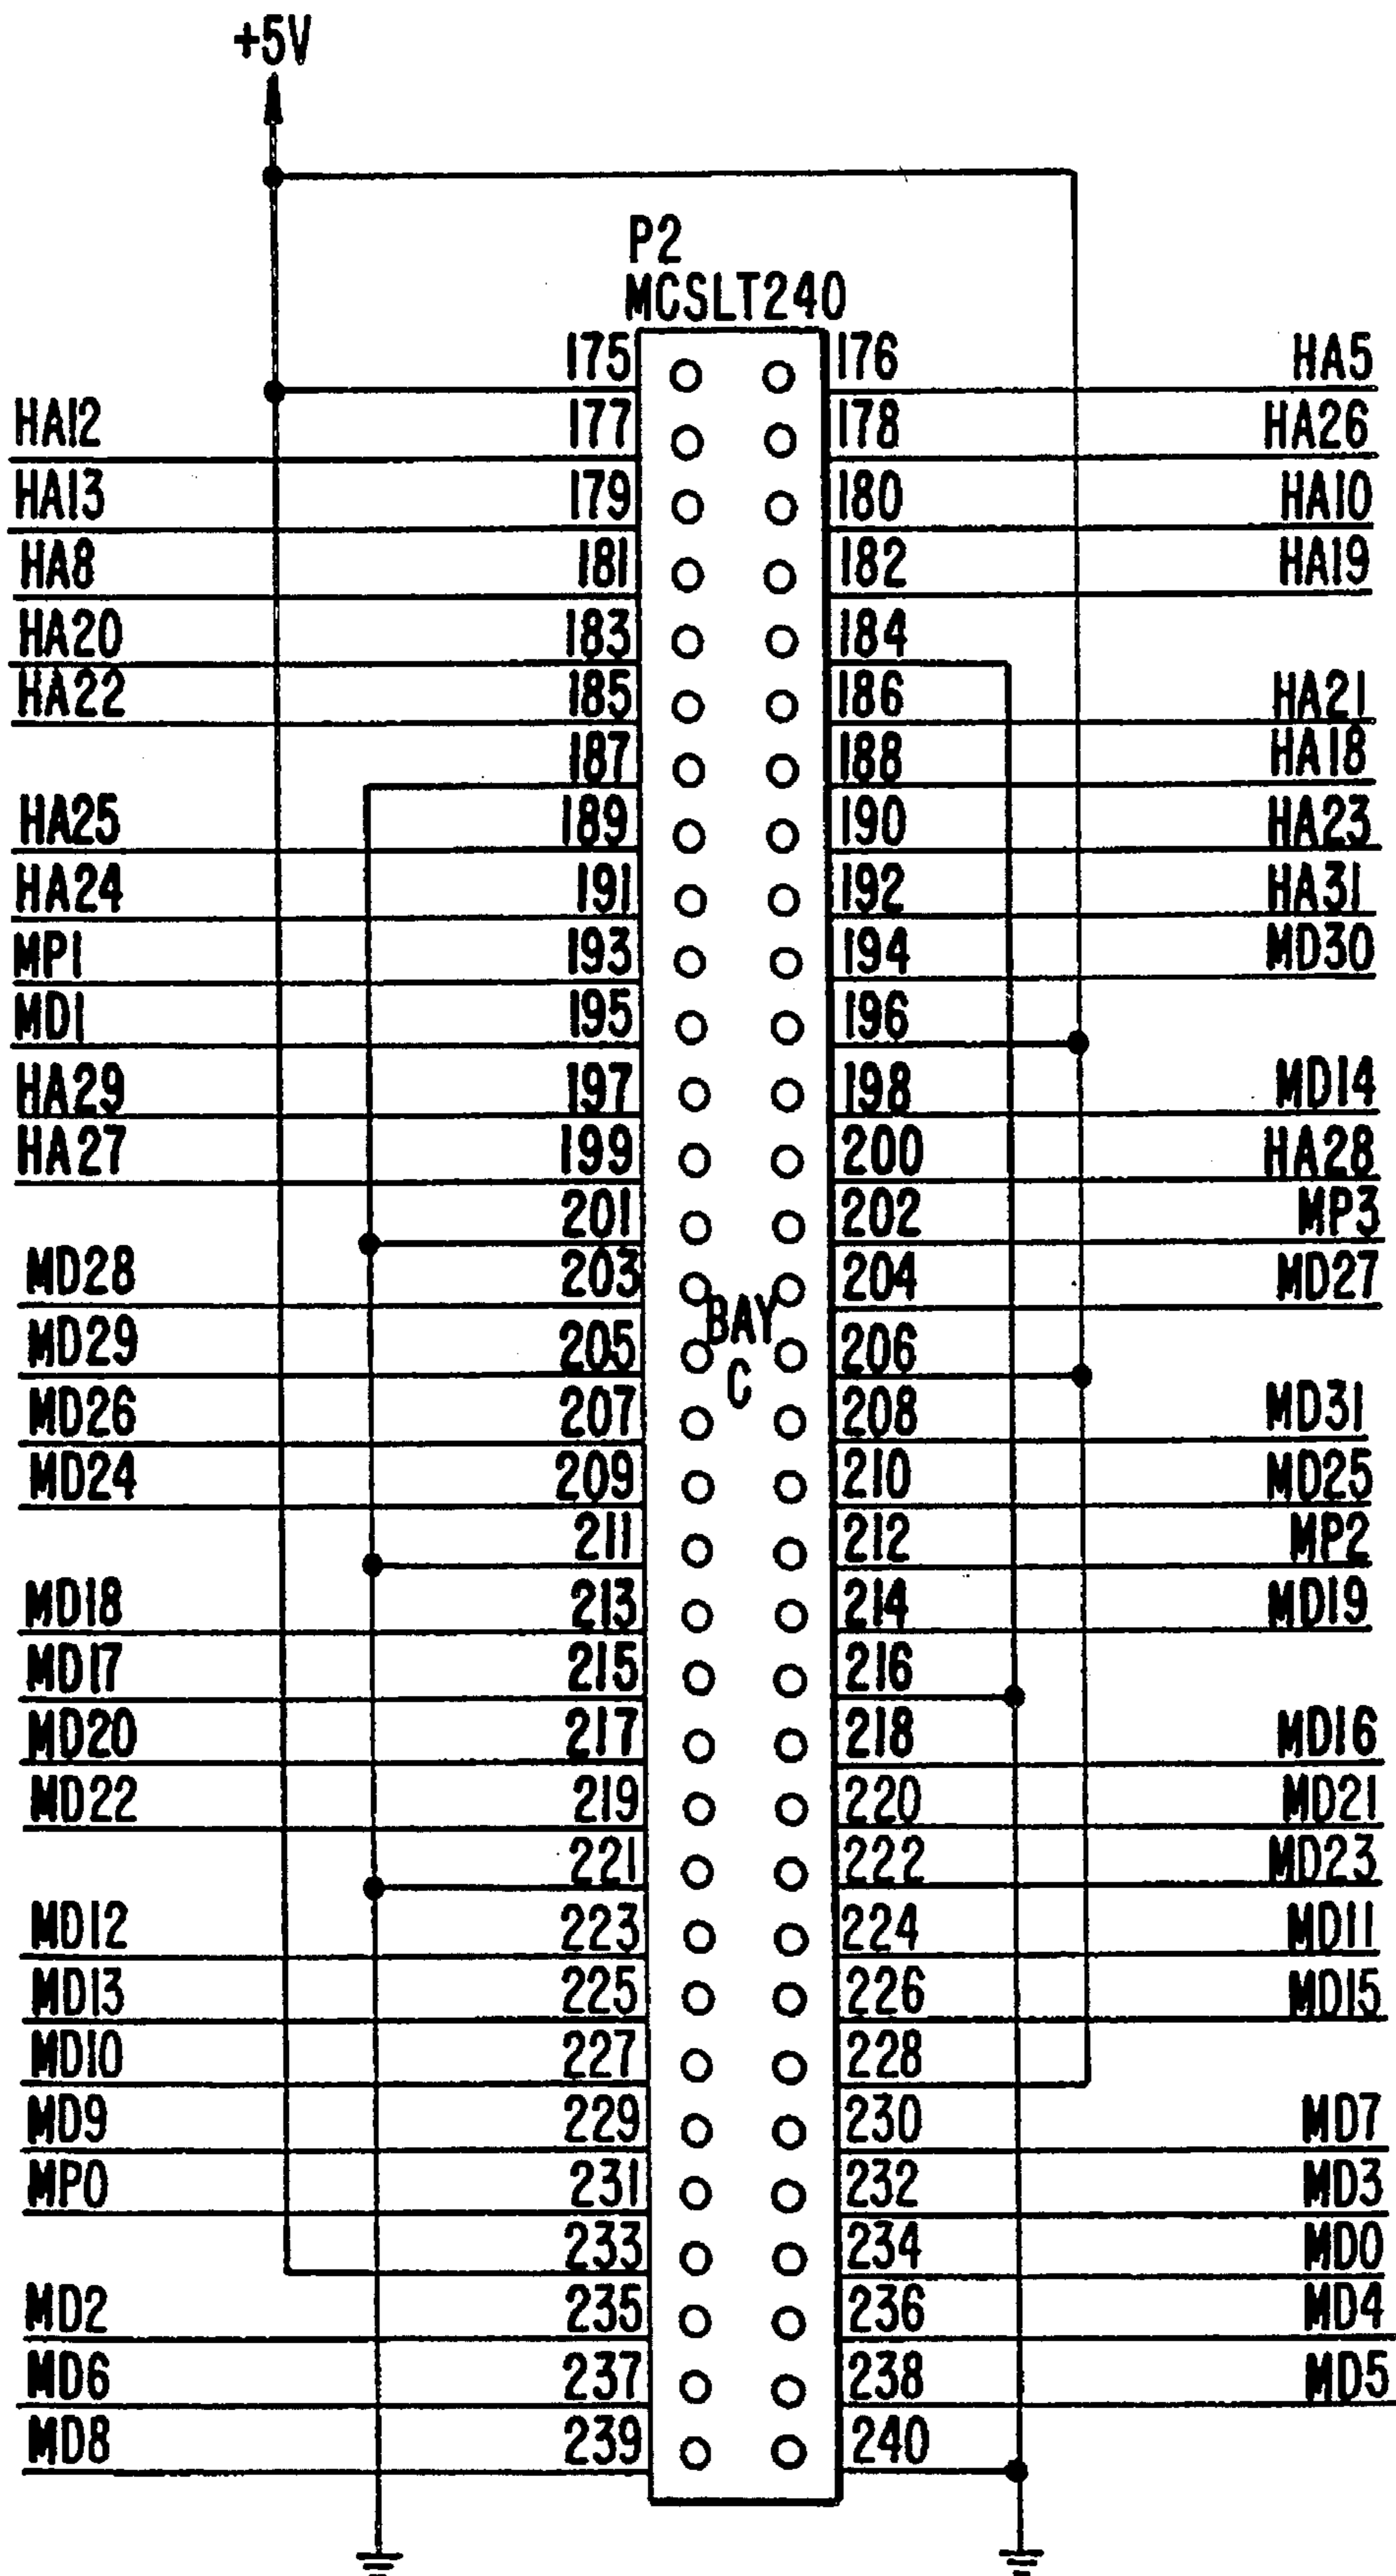 +5V
P2
MCSLT240
175 176 HA5
HA12 177 178 HA26
HA13 179 180 HA10
HA8 181 182 HA19
HA20 183 184
HA22 185 186 HA21
187 188 HA18
HA25 189 190 HA23
HA24 191 192 HA31
MP1 193 194 MD30
MD1 195 196
HA29 197 198 MD14
HA27 199 200 HA28
201 202 MP3
MD28 203 204 MD27
BAY
MD29 205 206
C
MD26 207 208 MD31
MD24 209 210 MD25
211 212 MP2
MD18 213 214 MD19
MD17 215 216
MD20 217 218 MD16
MD22 219 220 MD21
221 222 MD23
MD12 223 224 MD11
MD13 225 226 MD15
MD10 227 228
MD9 229 230 MD7
MP0 231 232 MD3
233 234 MD0
MD2 235 236 MD4
MD6 237 238 MD5
MD8 239 240